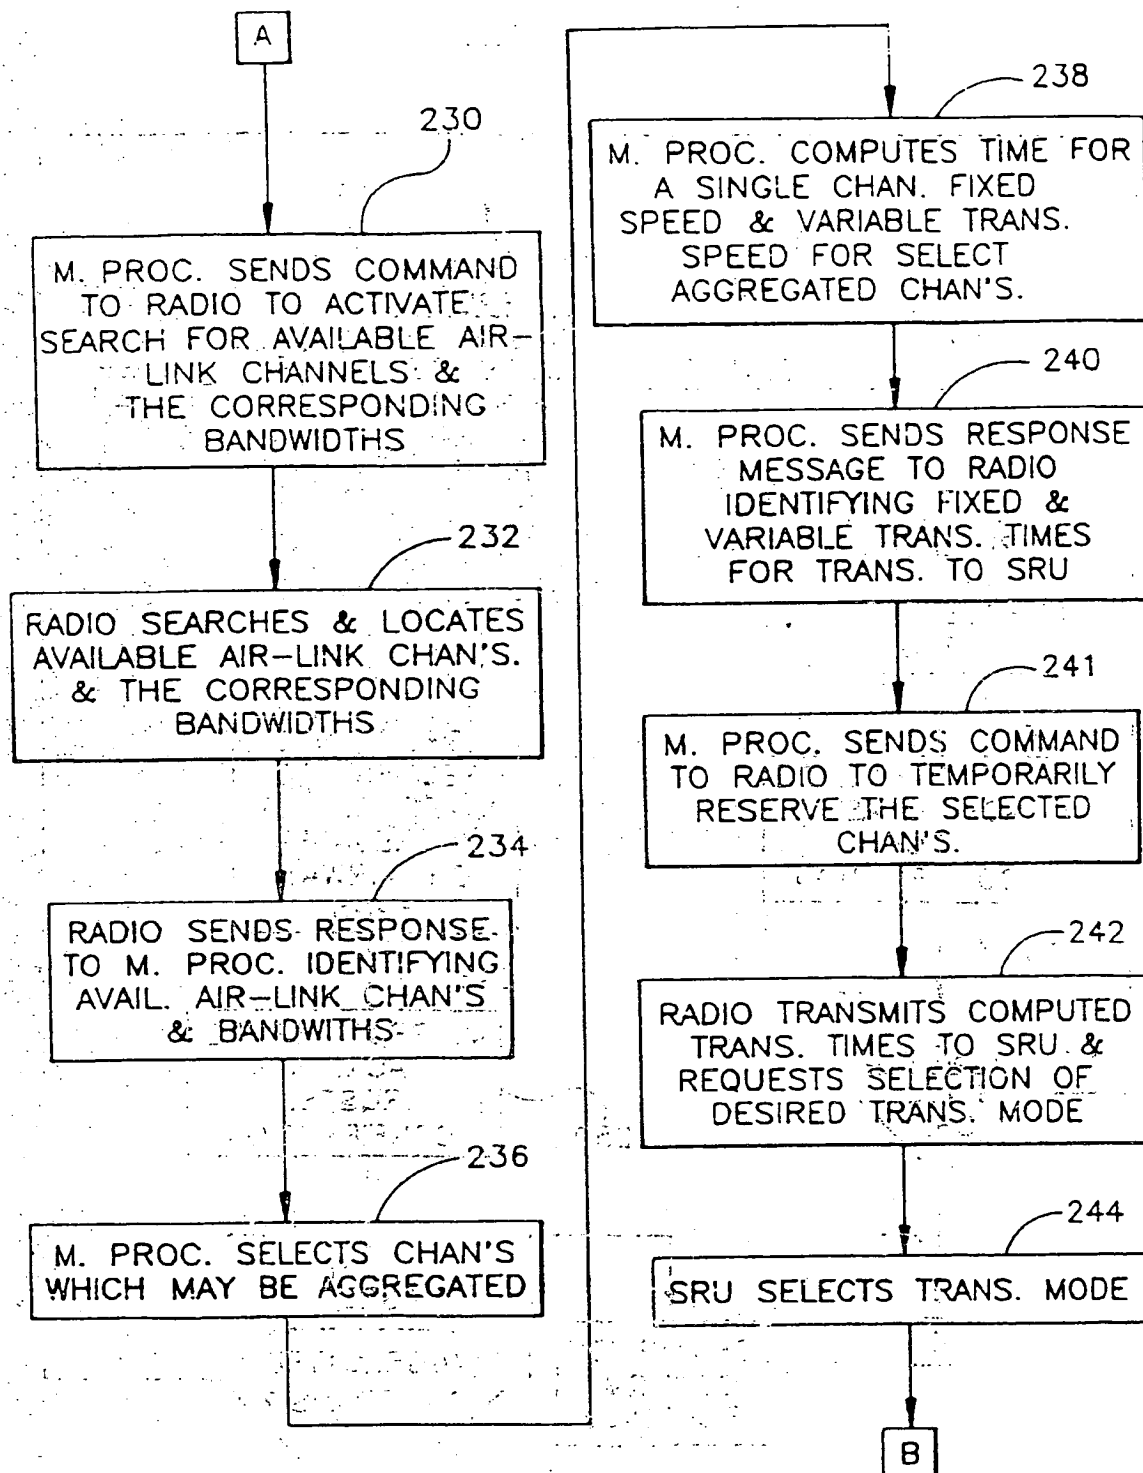 A
230
M. PROC. SENDS COMMAND
TO RADIO TO ACTIVATE
SEARCH FOR AVAILABLE AIR-
LINK CHANNELS &
THE CORRESPONDING
BANDWIDTHS
232
RADIO SEARCHES & LOCATES
AVAILABLE AIR-LINK CHAN'S.
& THE CORRESPONDING
BANDWIDTHS
234
RADIO SENDS RESPONSE
TO M. PROC. IDENTIFYING
AVAIL. AIR-LINK CHAN'S
& BANDWITHS
236
M. PROC. SELECTS CHAN'S
WHICH MAY BE AGGREGATED
238
M. PROC. COMPUTES TIME FOR
A SINGLE CHAN. FIXED
SPEED & VARIABLE TRANS.
SPEED FOR SELECT
AGGREGATED CHAN'S.
240
M. PROC. SENDS RESPONSE
MESSAGE TO RADIO
IDENTIFYING FIXED &
VARIABLE TRANS. TIMES
FOR TRANS. TO SRU
241
M. PROC. SENDS COMMAND
TO RADIO TO TEMPORARILY
RESERVE THE SELECTED
CHAN'S.
242
RADIO TRANSMITS COMPUTED
TRANS. TIMES TO SRU &
REQUESTS SELECTION OF
DESIRED TRANS. MODE
244
SRU SELECTS TRANS. MODE
B